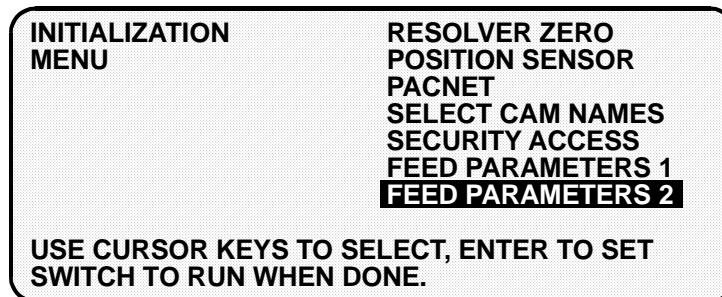 INITIALIZATION RESOLVER ZERO
MENU POSITION SENSOR
PACNET
SELECT CAM NAMES
SECURITY ACCESS
FEED PARAMETERS 1
FEED PARAMETERS 2
USE CURSOR KEYS TO SELECT, ENTER TO SET
SWITCH TO RUN WHEN DONE.